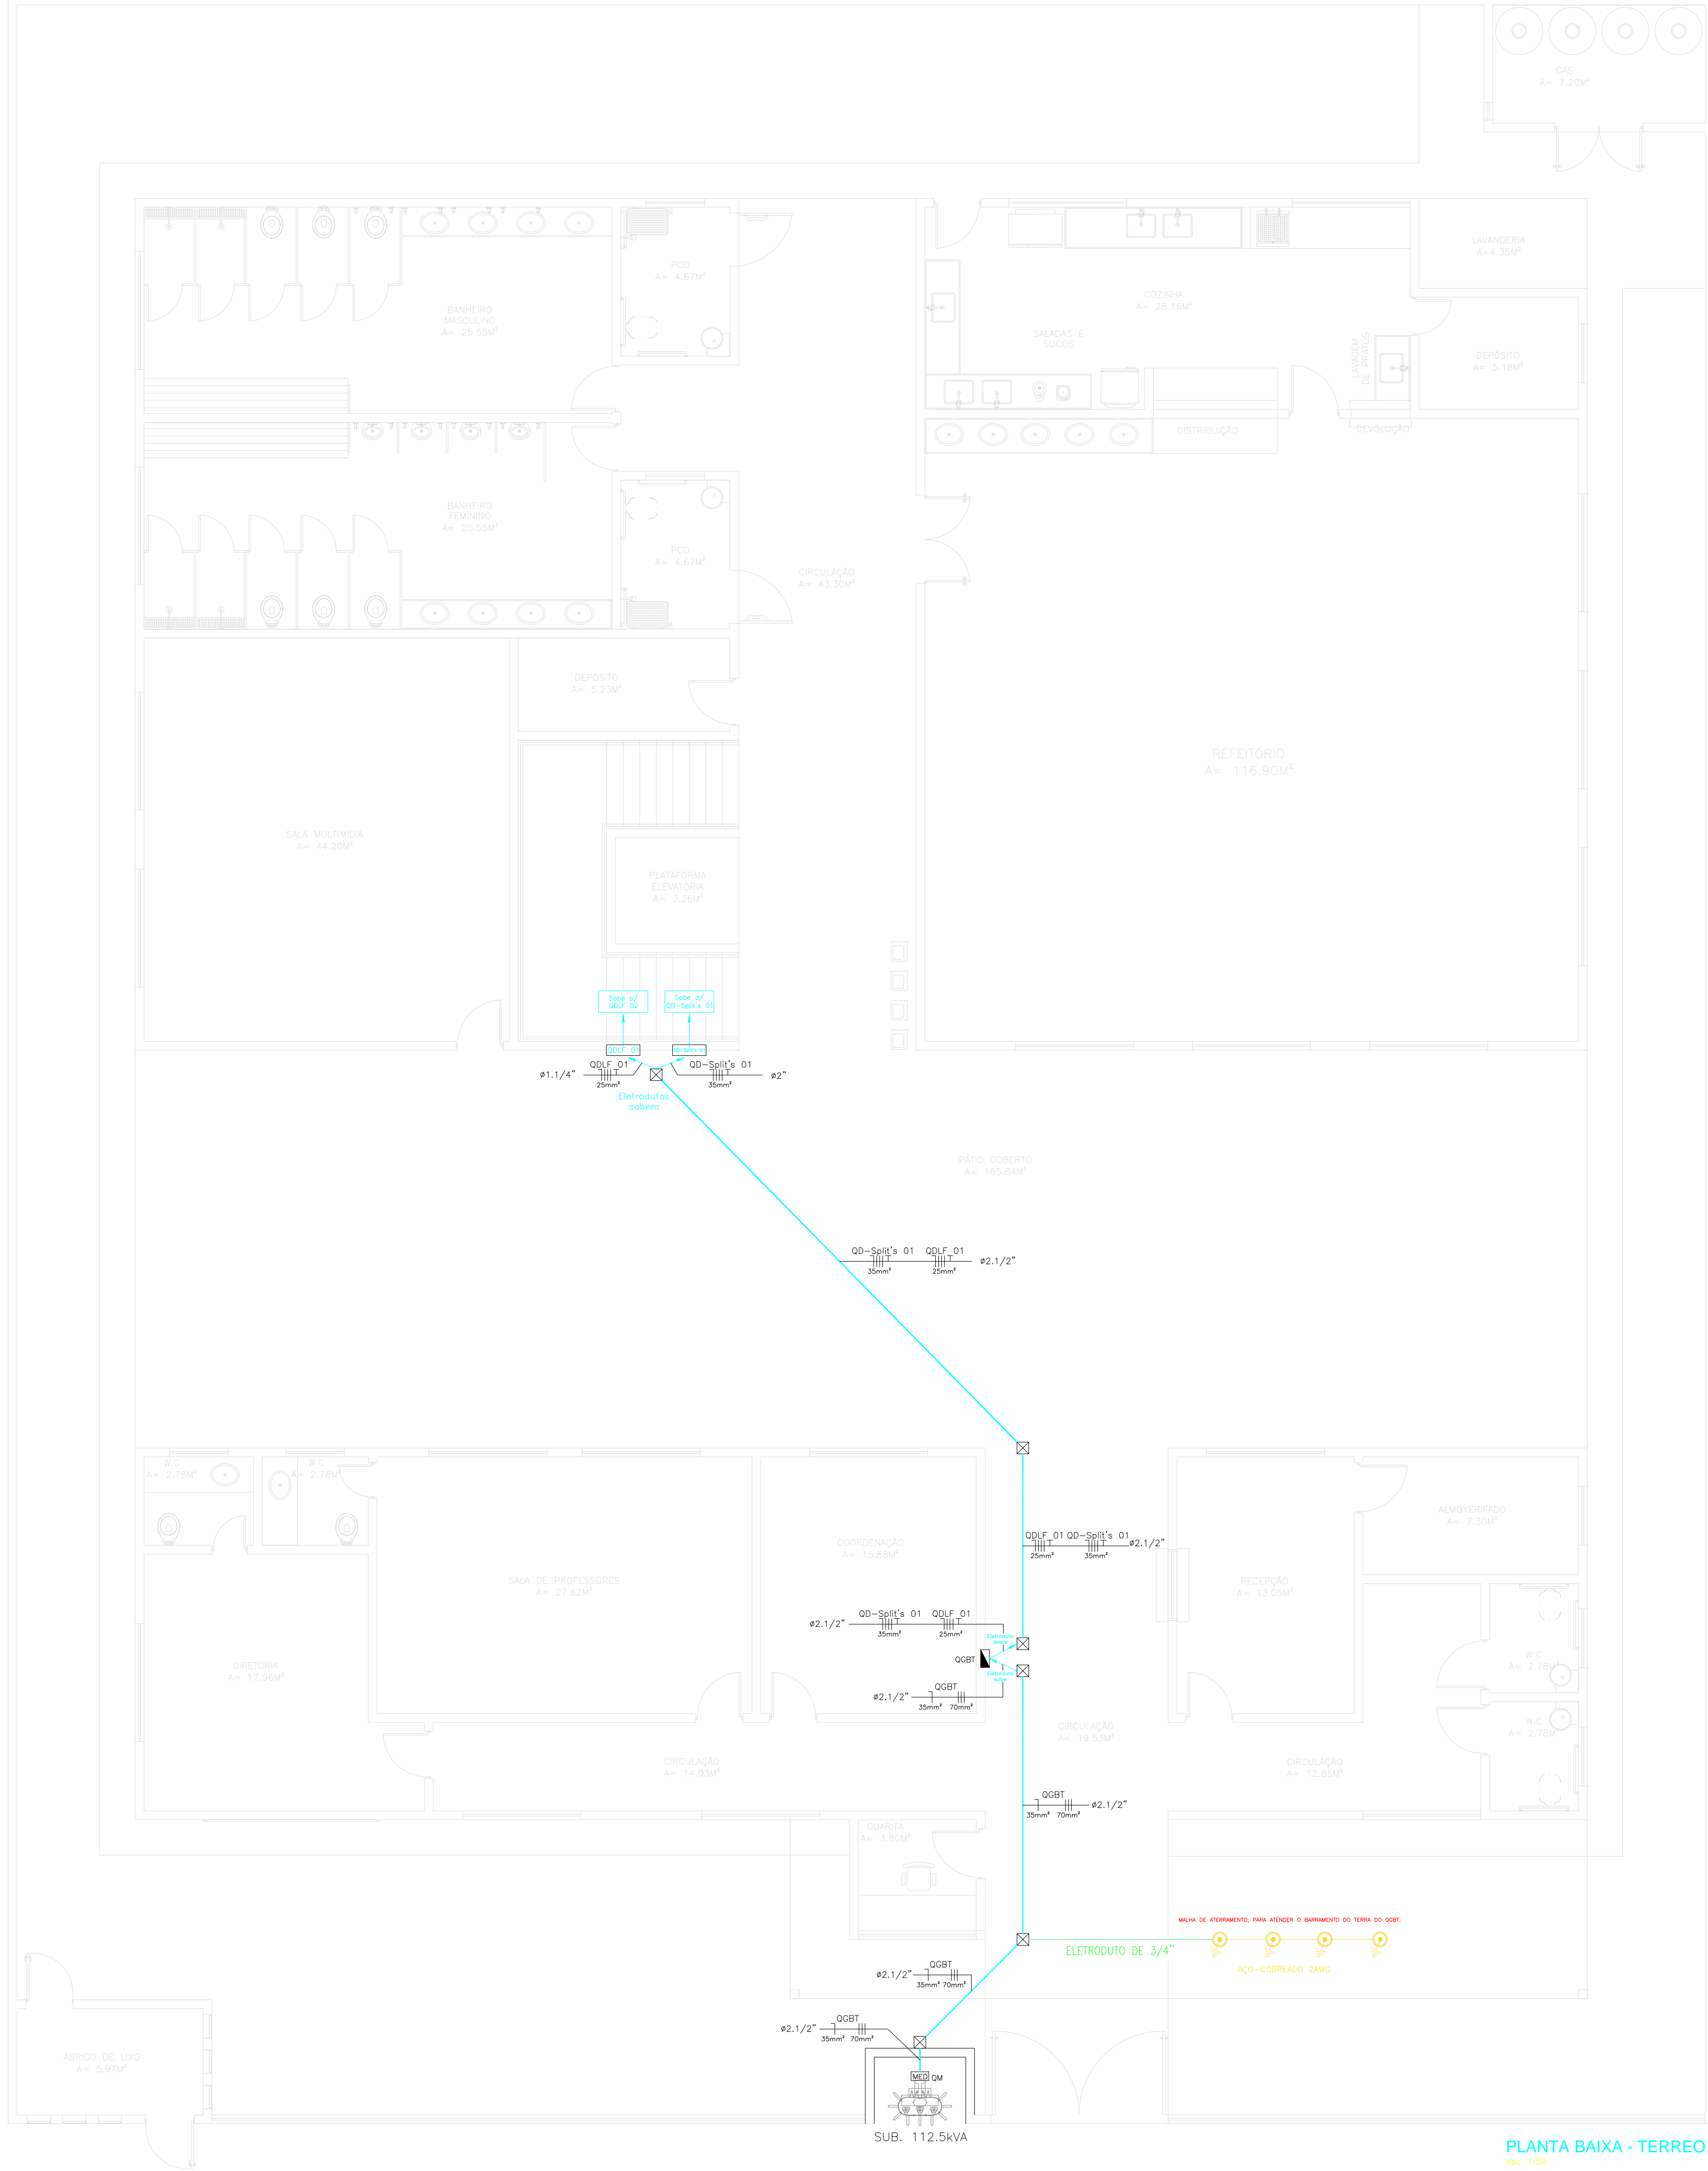 GÁS
A= 7.20M²
LAVANDERIA
A=4.35M²
PCD
A= 4.67M²
COZINHA
A= 28.16M²
BANHEIRO
MASCULINO
A= 25.55M²
SALADAS E
SUCOS
LAVAGEM
DE PRATOS
DEPÓSITO
A= 5.18M²
DISTRIBUIÇÃO
DEVOLUÇÃO
BANHEIRO
FEMININO
A= 25.55M²
PCD
A= 4.67M²
CIRCULAÇÃO
A= 43.30M²
DEPÓSITO
A= 5.23M²
REFEITÓRIO
A= 116.90M²
SALA MULTIMÍDIA
A= 44.20M²
PLATAFORMA
ELEVATÓRIA
A= 3.26M²
Sobe p/
QDLF 02
Sobe p/
QD-Split's 01
QDLF 01
QD-Split's 01
QDLF 01
QD-Split's 01
ø1.1/4"
25mm²
35mm²
ø2"
Eletrodutos
sobem
PÁTIO COBERTO
A= 165.84M²
QD-Split's 01 QDLF 01
ø2.1/2"
35mm² 25mm²
W.C
A= 2.78M²
W.C
A= 2.78M²
ALMOXERIFADO
A= 7.30M²
COORDENAÇÃO
A= 15.88M²
QDLF 01 QD-Split's 01
ø2.1/2"
25mm² 35mm²
SALA DE PROFESSORES
A= 27.62M²
RECEPÇÃO
A= 13.05M²
QD-Split's 01 QDLF 01
ø2.1/2"
35mm² 25mm²
Eletroduto
desce
QGBT
Eletroduto
sobe
DIRETORIA
A= 17.96M²
W.C
A= 2.78M²
QGBT
ø2.1/2"
35mm² 70mm²
CIRCULAÇÃO
A= 19.53M²
W.C
A= 2.78M²
CIRCULAÇÃO
A= 14.03M²
CIRCULAÇÃO
A= 12.85M²
QGBT
ø2.1/2"
35mm² 70mm²
GUARITA
A= 3.80M²
MALHA DE ATERRAMENTO; PARA ATENDER O BARRAMENTO DO TERRA DO QGBT.
ELETRODUTO DE 3/4''
AÇO-COBREADO 2AWG
QGBT
ø2.1/2"
35mm² 70mm²
QGBT
ø2.1/2"
35mm² 70mm²
ABRIGO DE LIXO
A= 5.97M²
MED QM
SUB. 112.5kVA
PLANTA BAIXA - TERREO